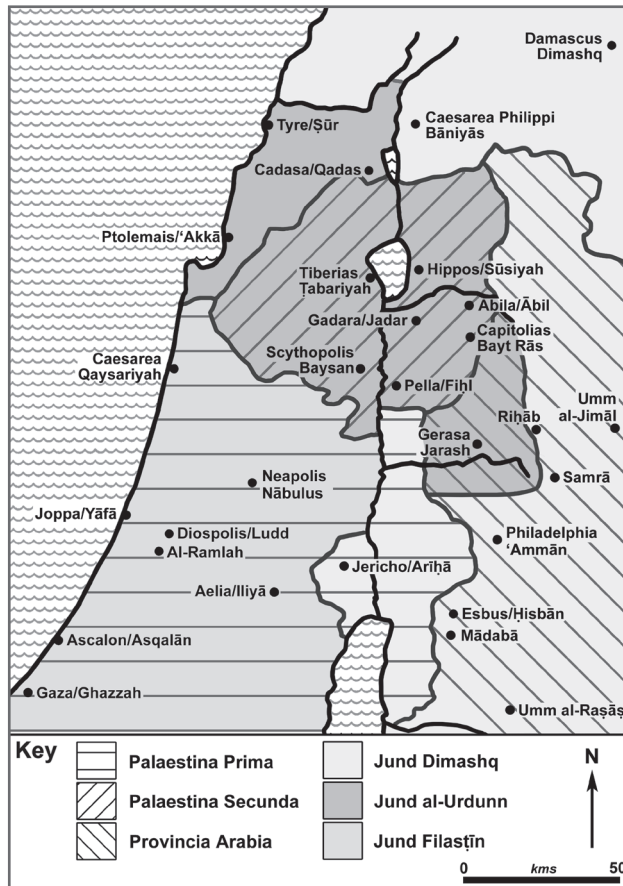 Damascus
Dimashq
Tyre/Ṣūr
Caesarea Philippi
Bāniyās
Cadasa/Qadas
Ptolemais/‘Akkā
Tiberias
Ṭabariyah
Hippos/Sūsiyah
Abila/Ābil
Gadara/Jadar
Capitolias
Bayt Rās
Caesarea
Qaysariyah
Scythopolis
Baysan
Pella/Fiḥl
Umm
al-Jimāl
Riḥāb
Gerasa
Jarash
Samrā
Neapolis
Nābulus
Joppa/Yāfā
Diospolis/Ludd
Al-Ramlah
Philadelphia
‘Ammān
Jericho/Arīḥā
Aelia/Iliyā
Esbus/Ḥisbān
Mādabā
Ascalon/Asqalān
Gaza/Ghazzah
Umm al-Raṣāṣ
Key
Palaestina Prima
Palaestina Secunda
Provincia Arabia
Jund Dimashq
Jund al-Urdunn
Jund Filasṭīn
N
0 kms 50